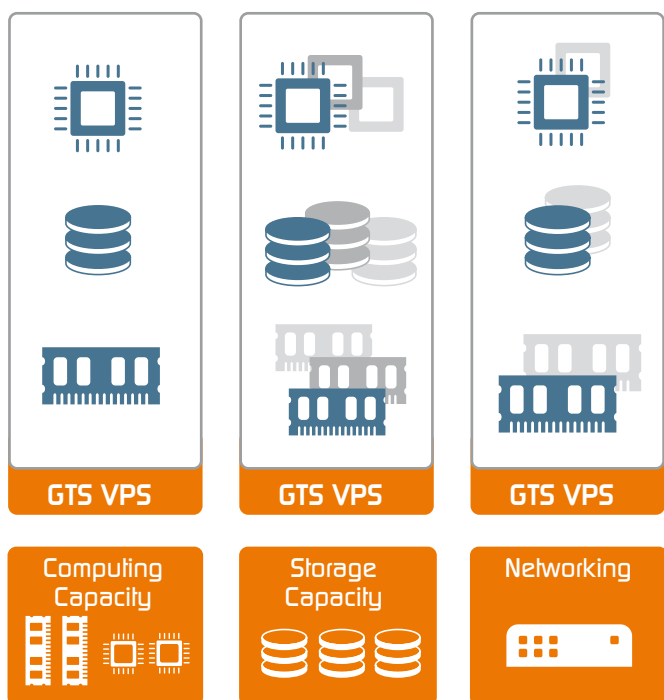 GTS VPS
GTS VPS
GTS VPS
Computing
Capacity
Storage
Capacity
Networking